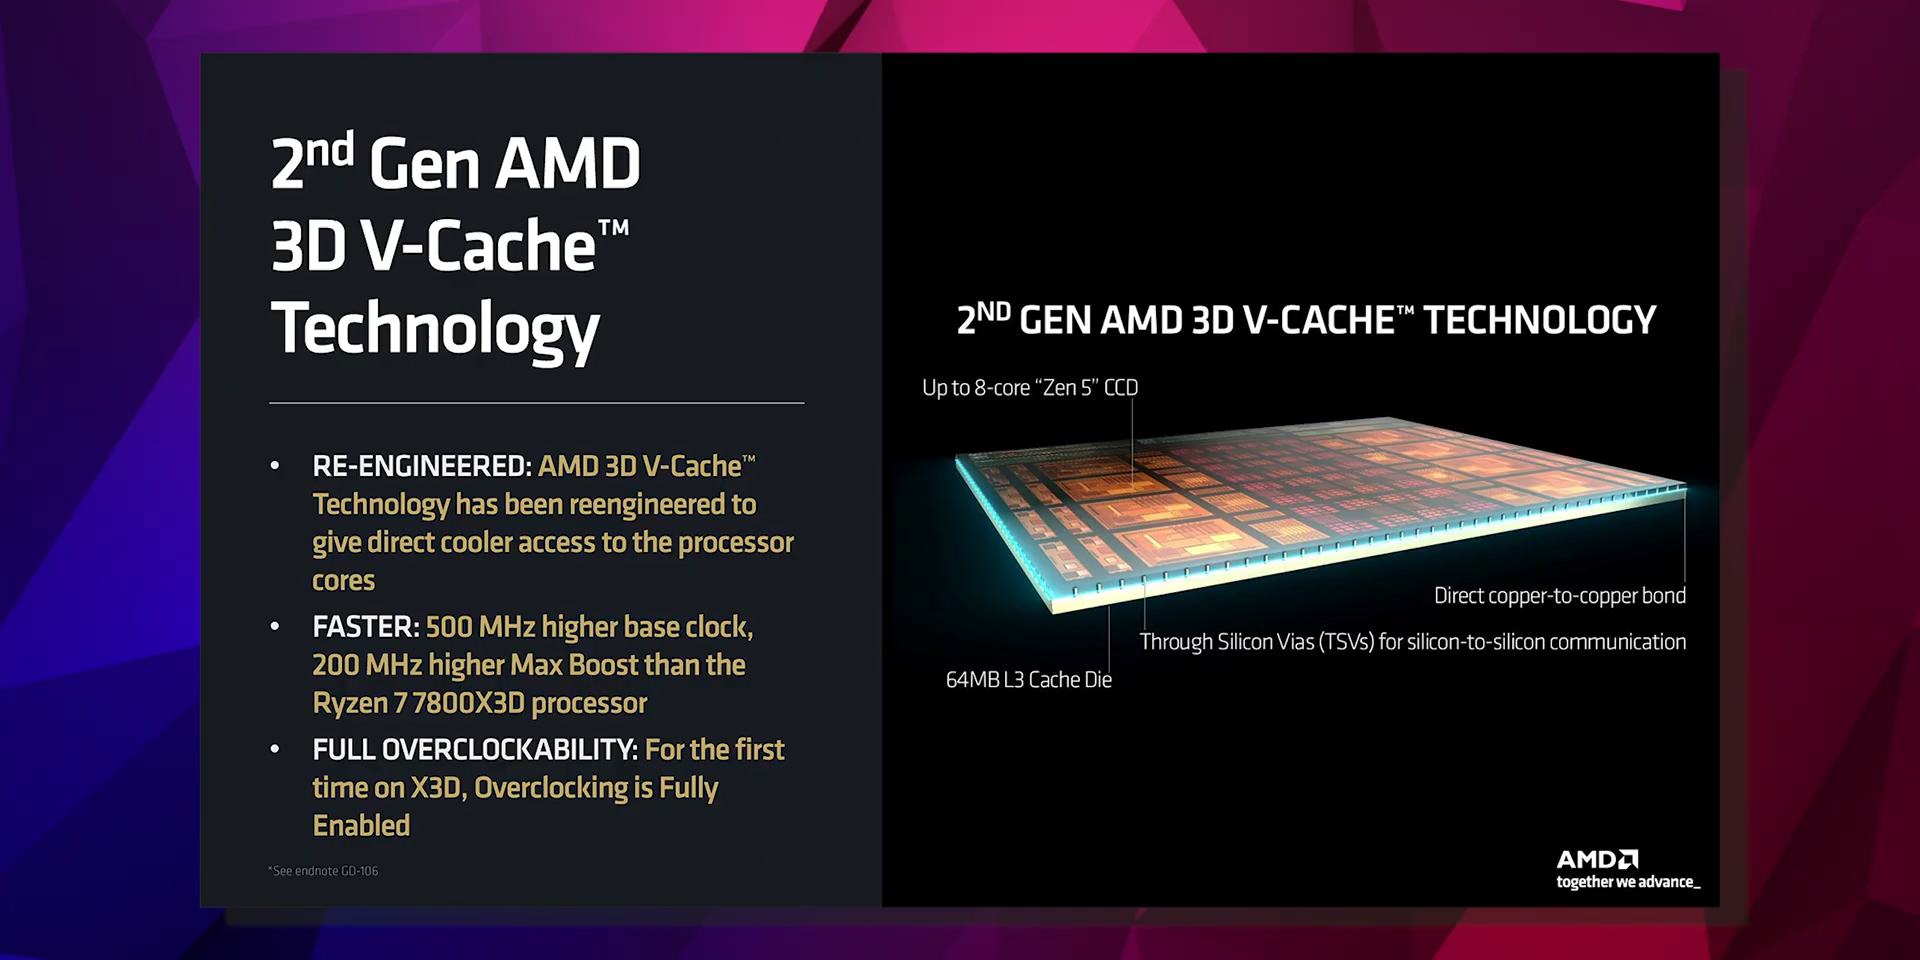 2nd Gen AMD
3D V-Cache™
Technology
• RE-ENGINEERED: AMD 3D V-Cache™
Technology has been reengineered to
give direct cooler access to the processor
cores
• FASTER: 500 MHz higher base clock,
200 MHz higher Max Boost than the
Ryzen 7 7800X3D processor
• FULL OVERCLOCKABILITY: For the first
time on X3D, Overclocking is Fully
Enabled
*See endnote GD-106
2ND GEN AMD 3D V-CACHE™ TECHNOLOGY
Up to 8-core “Zen 5” CCD
Direct copper-to-copper bond
Through Silicon Vias (TSVs) for silicon-to-silicon communication
64MB L3 Cache Die
AMD
together we advance_